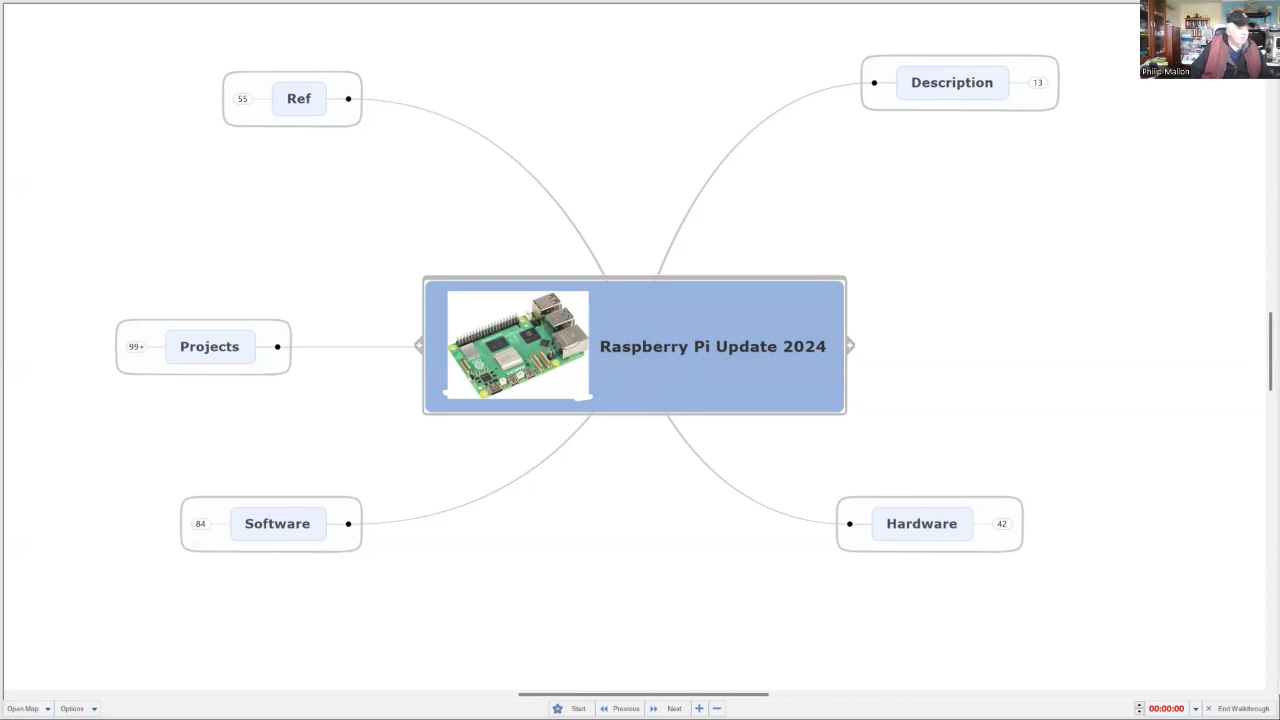 Philip Mallon
Ref
55
Description
13
Projects
99+
Raspberry Pi Update 2024
Software
84
Hardware
42
Open Map
Options
Start
Previous
Next
00:00:00
End Walkthrough